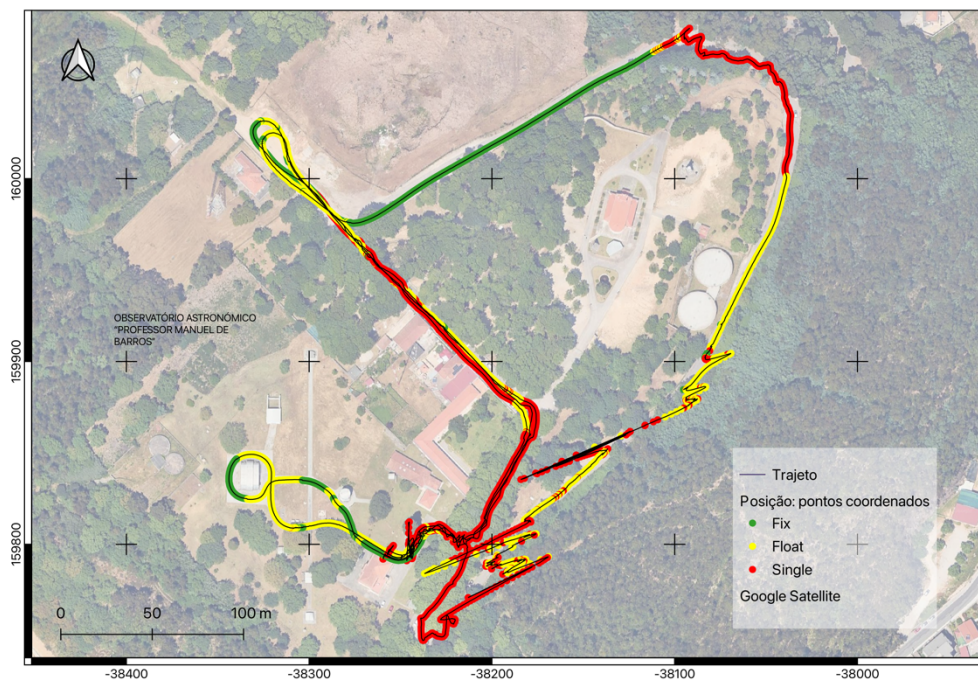 160000
159900
159800
OBSERVATÓRIO ASTRONÓMICO
"PROFESSOR MANUEL DE
BARROS"
Trajeto
Posição: pontos coordenados
Fix
Float
Single
Google Satellite
0 50 100 m
-38400 -38300 -38200 -38100 -38000